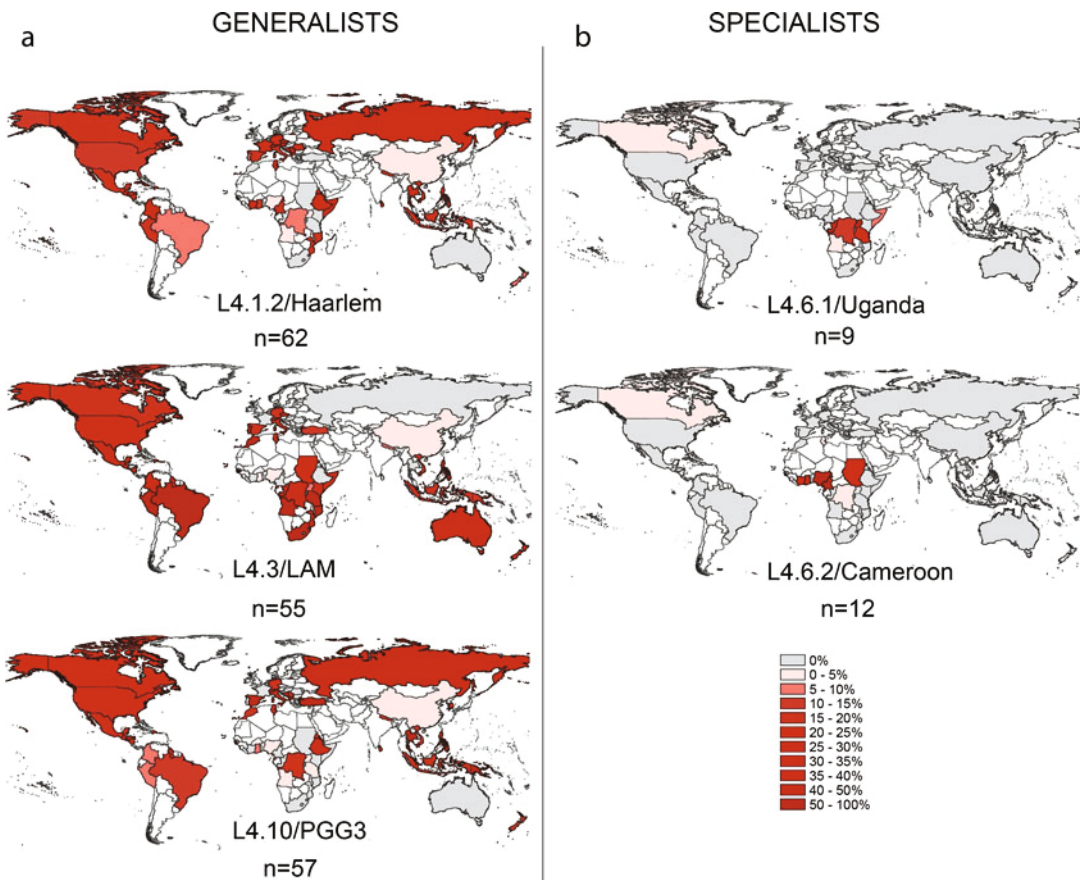 GENERALISTS
SPECIALISTS
a
b
L4.1.2/Haarlem
n=62
L4.3/LAM
n=55
L4.10/PGG3
n=57
L4.6.1/Uganda
n=9
L4.6.2/Cameroon
n=12
0%
0 - 5%
5 - 10%
10 - 15%
15 - 20%
20 - 25%
25 - 30%
30 - 35%
35 - 40%
40 - 50%
50 - 100%